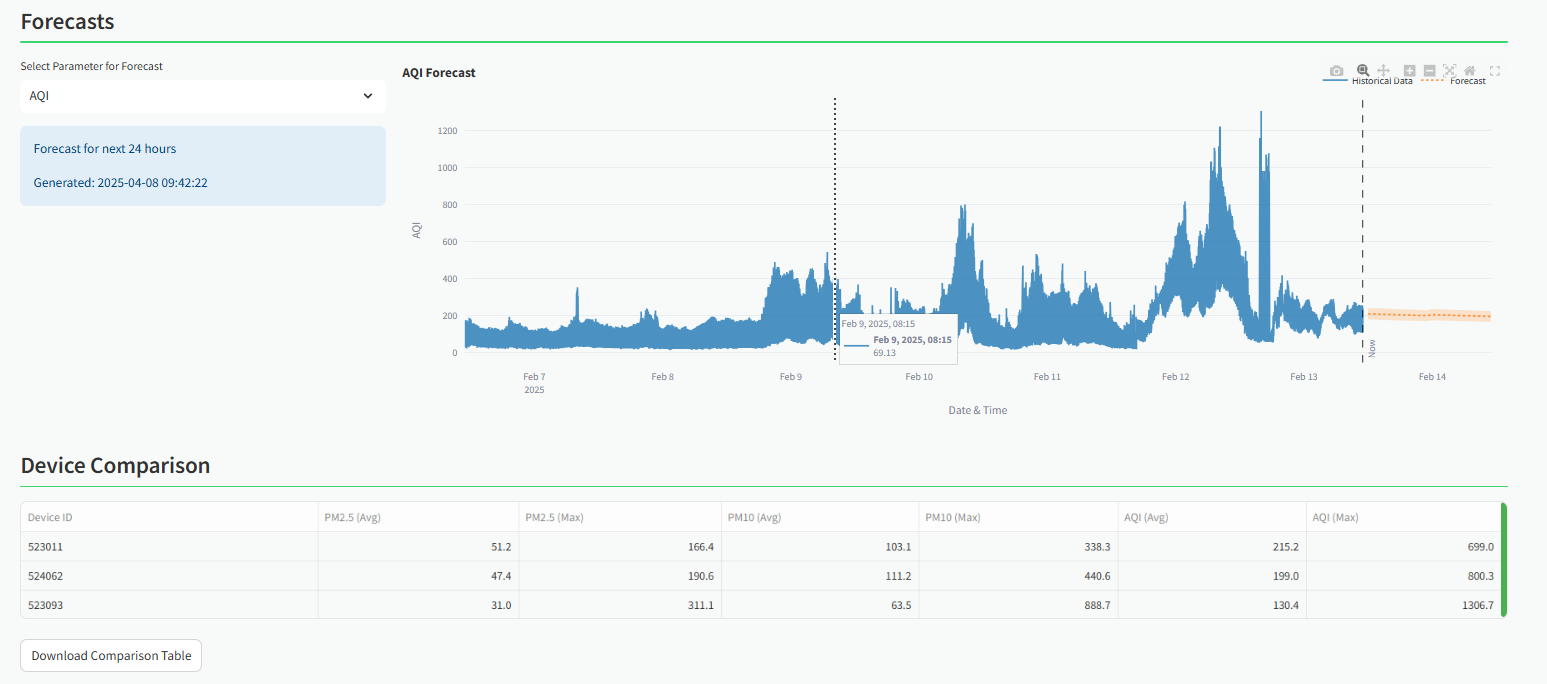 Forecasts
Select Parameter for Forecast
AQI
Forecast for next 24 hours
Generated: 2025-04-08 09:42:22
AQI Forecast
Historical Data
Forecast
1200
1000
800
600
400
200
0
AQI
Feb 9, 2025, 08:15
Feb 9, 2025, 08:15
69.13
Now
Feb 7
2025
Feb 8
Feb 9
Feb 10
Feb 11
Feb 12
Feb 13
Feb 14
Date & Time
Device Comparison
Device ID PM2.5 (Avg) PM2.5 (Max) PM10 (Avg) PM10 (Max) AQI (Avg) AQI (Max)
523011 51.2 166.4 103.1 338.3 215.2 699.0
524062 47.4 190.6 111.2 440.6 199.0 800.3
523093 31.0 311.1 63.5 888.7 130.4 1306.7
Download Comparison Table